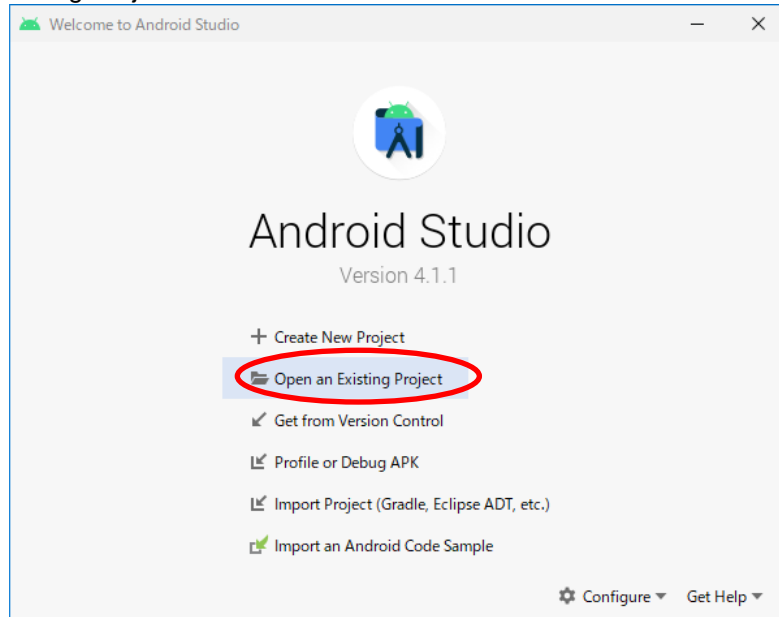 Welcome to Android Studio
Android Studio
Version 4.1.1
Create New Project
Open an Existing Project
Get from Version Control
Profile or Debug APK
Import Project (Gradle, Eclipse ADT, etc.)
Import an Android Code Sample
Configure Get Help